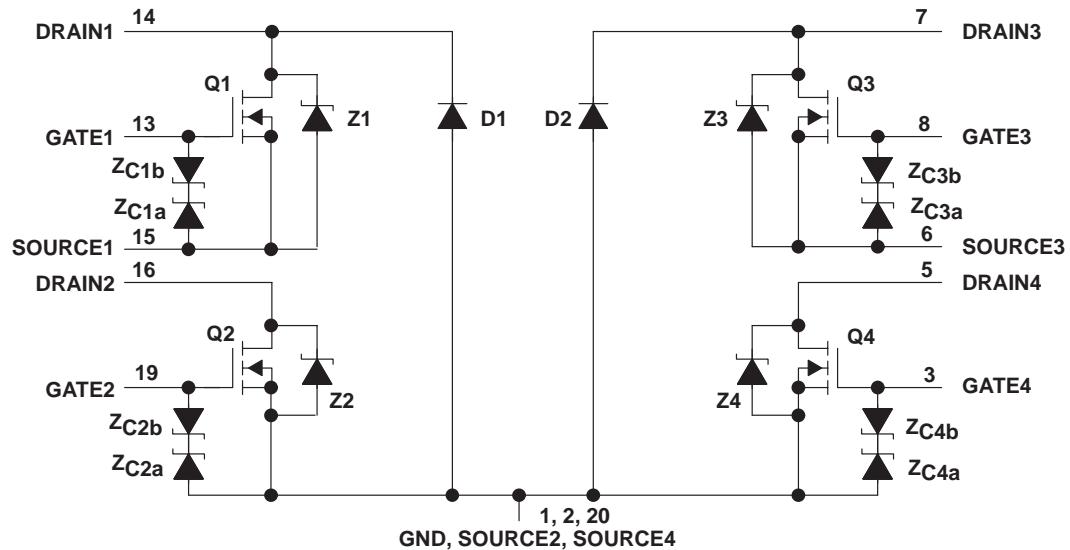 14
7
DRAIN1
DRAIN3
Q1
Q3
Z1
D1
D2
Z3
13
8
GATE1
GATE3
ZC1b
ZC3b
ZC1a
ZC3a
15
6
SOURCE1
SOURCE3
16
5
DRAIN2
DRAIN4
Q2
Q4
19
3
GATE2
Z2
Z4
GATE4
ZC2b
ZC4b
ZC2a
ZC4a
1, 2, 20
GND, SOURCE2, SOURCE4